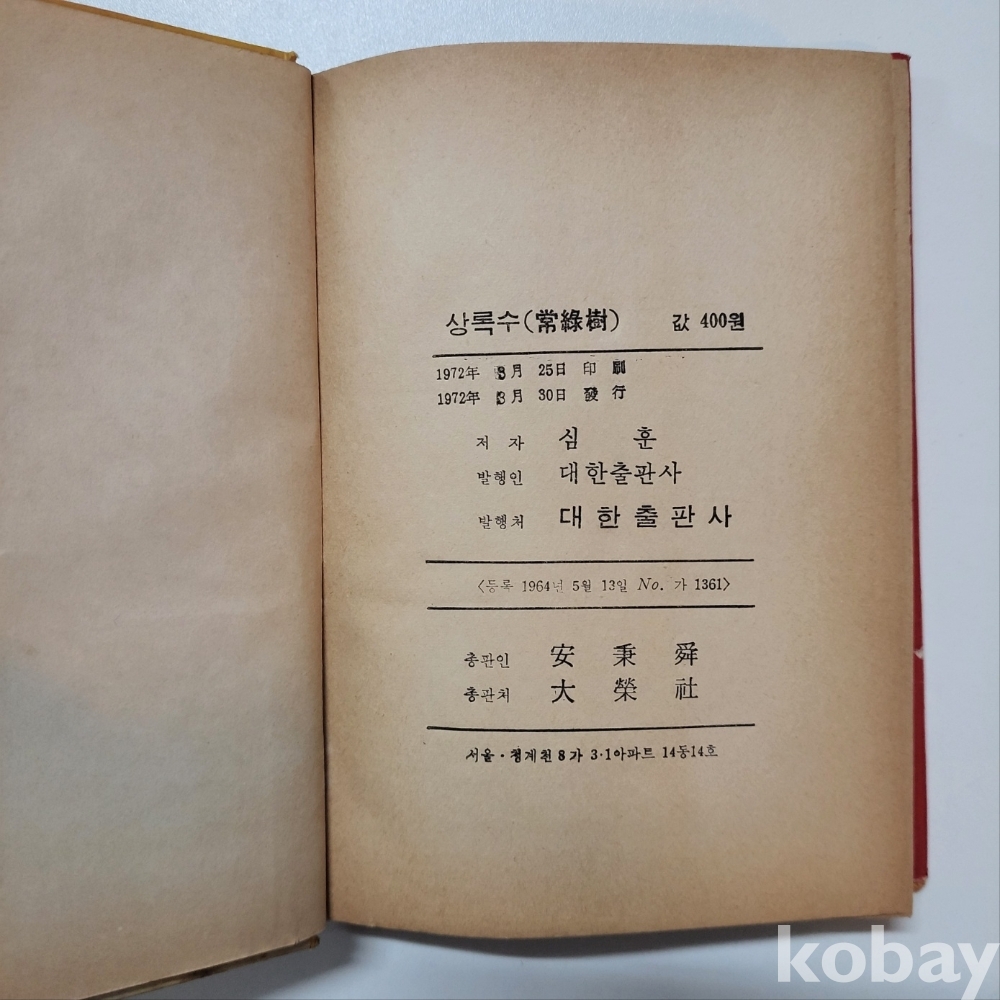 상록수(常綠樹) 값 400원
1972年 3月 25日 印刷
1972年 3月 30日 發行
저 자 심 훈
발행인 대한출판사
발행처 대한출판사
<등록 1964년 5월 13일 No. 가 1361>
총판인 安秉舜
총판처 大榮社
서울·청계천 8가 3·1아파트 14동14호
kobay